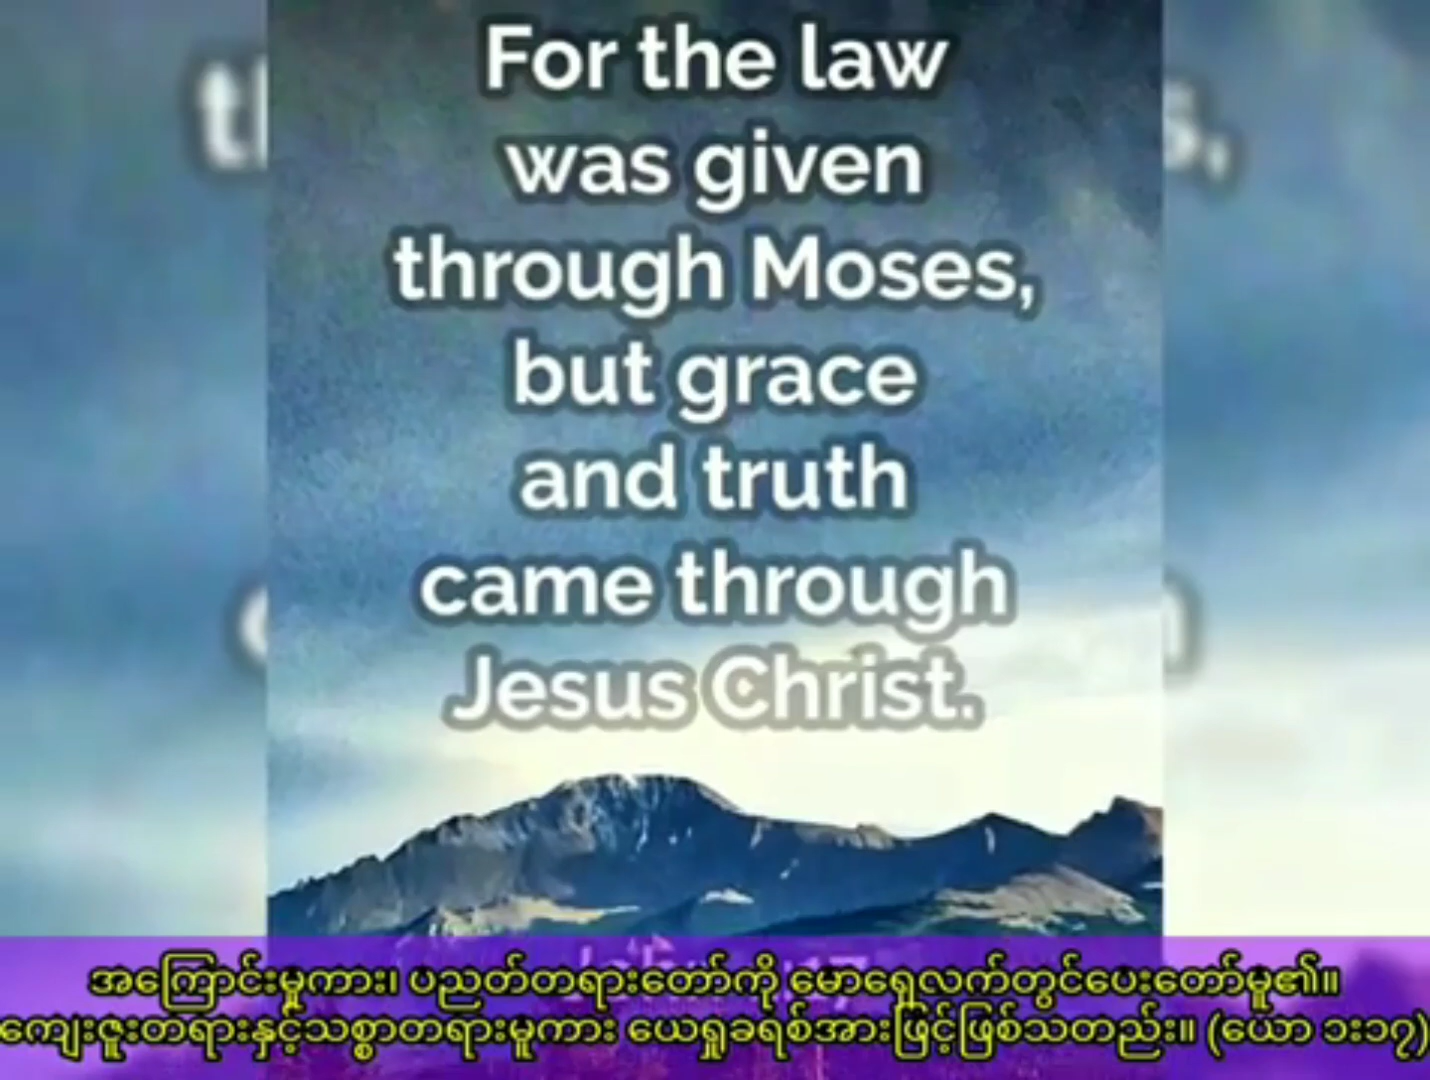 For the law
was given
through Moses,
but grace
and truth
came through
Jesus Christ.
အကြောင်းမူကား၊ ပညတ်တရားတော်ကို မောရှေလက်တွင်ပေးတော်မူ၏။
ကျေးဇူးတရားနှင့်သစ္စာတရားမူကား ယေရှုခရစ်အားဖြင့်ဖြစ်သတည်း။ (ယော ၁း၁၇)